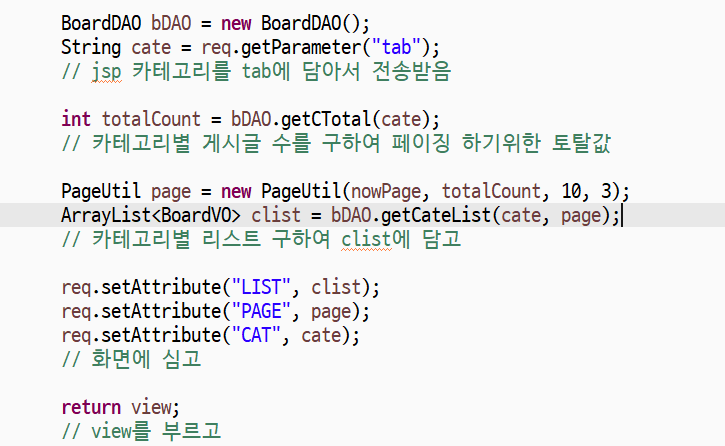 BoardDAO bDAO = new BoardDAO();
String cate = req.getParameter("tab");
// jsp 카테고리를 tab에 담아서 전송받음
int totalCount = bDAO.getCTotal(cate);
// 카테고리별 게시글 수를 구하여 페이징 하기위한 토탈값
PageUtil page = new PageUtil(nowPage, totalCount, 10, 3);
ArrayList<BoardVO> clist = bDAO.getCateList(cate, page);
// 카테고리별 리스트 구하여 clist에 담고
req.setAttribute("LIST", clist);
req.setAttribute("PAGE", page);
req.setAttribute("CAT", cate);
// 화면에 심고
return view;
// view를 부르고